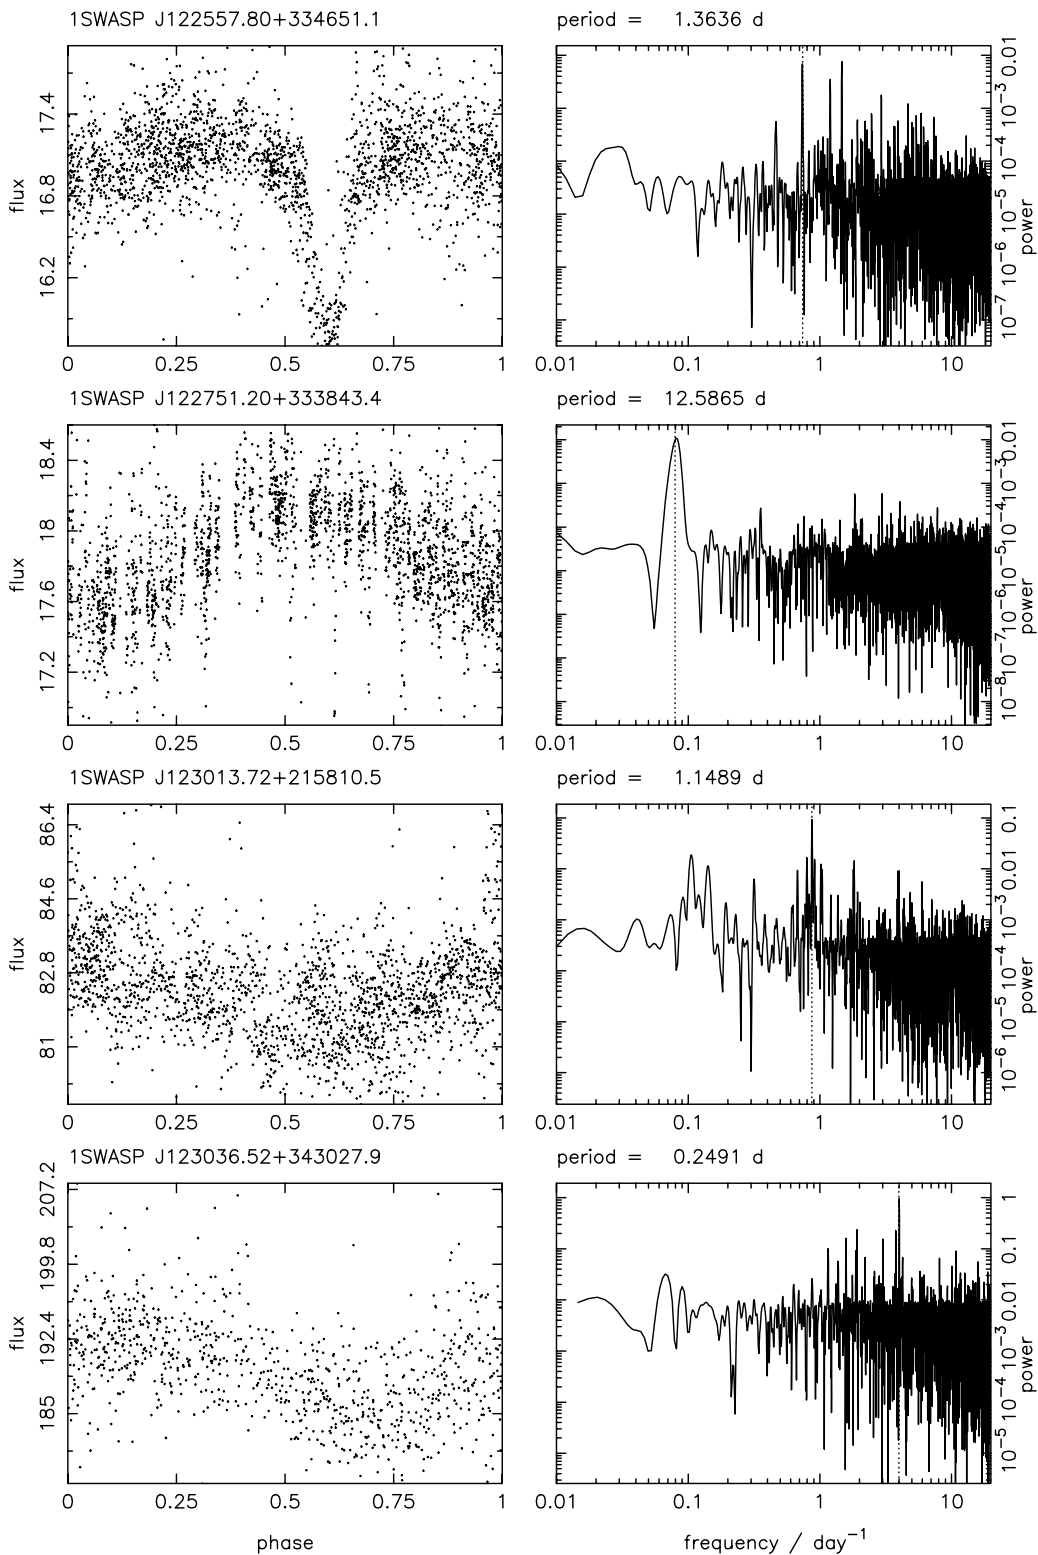 1SWASP J122557.80+334651.1
period = 1.3636 d
17.4
16.8
16.2
flux
0 0.25 0.5 0.75 1
0.01
10−3
10−4
10−5
10−6
10−7
power
0.01 0.1 1 10
1SWASP J122751.20+333843.4
period = 12.5865 d
18.4
18
17.6
17.2
flux
0 0.25 0.5 0.75 1
0.01
10−3
10−4
10−5
10−6
10−7
10−8
power
0.01 0.1 1 10
1SWASP J123013.72+215810.5
period = 1.1489 d
86.4
84.6
82.8
81
flux
0 0.25 0.5 0.75 1
0.1
0.01
10−3
10−4
10−5
10−6
power
0.01 0.1 1 10
1SWASP J123036.52+343027.9
period = 0.2491 d
207.2
199.8
192.4
185
flux
0 0.25 0.5 0.75 1
phase
1
0.1
0.01
10−3
10−4
10−5
power
0.01 0.1 1 10
frequency / day−1